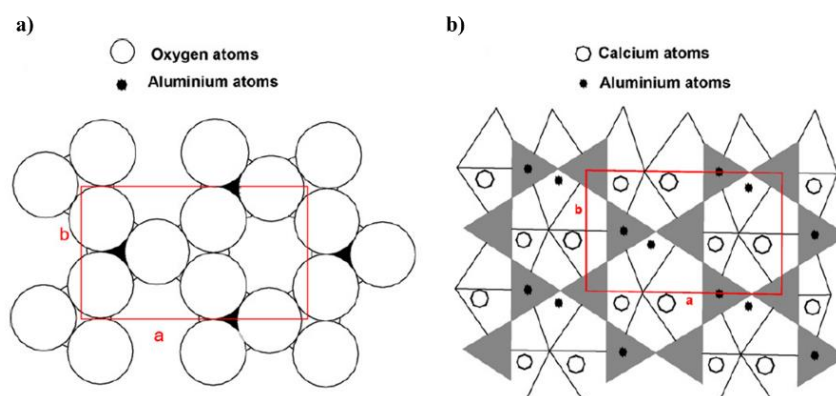 a)
Oxygen atoms
Aluminium atoms
b
a
b)
Calcium atoms
Aluminium atoms
b
a